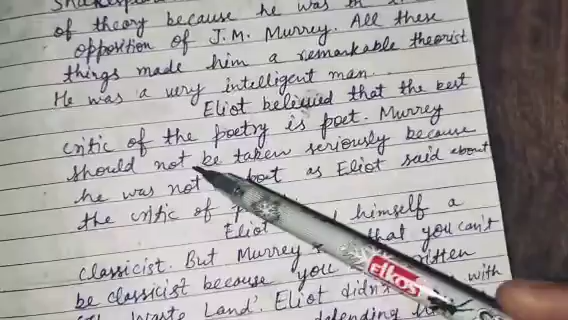 of theory because he was in
opposition of J.M. Murrey. All these
things made him a remarkable theorist.
He was a very intelligent man.
Eliot believed that the best
critic of the poetry is poet. Murrey
should not be taken seriously because
he was not as Eliot said about
the critic of
Eliot himself a
classicist. But Murrey that you can't
be classicist because you written
Waste Land'. Eliot didn't with
defending
elkos